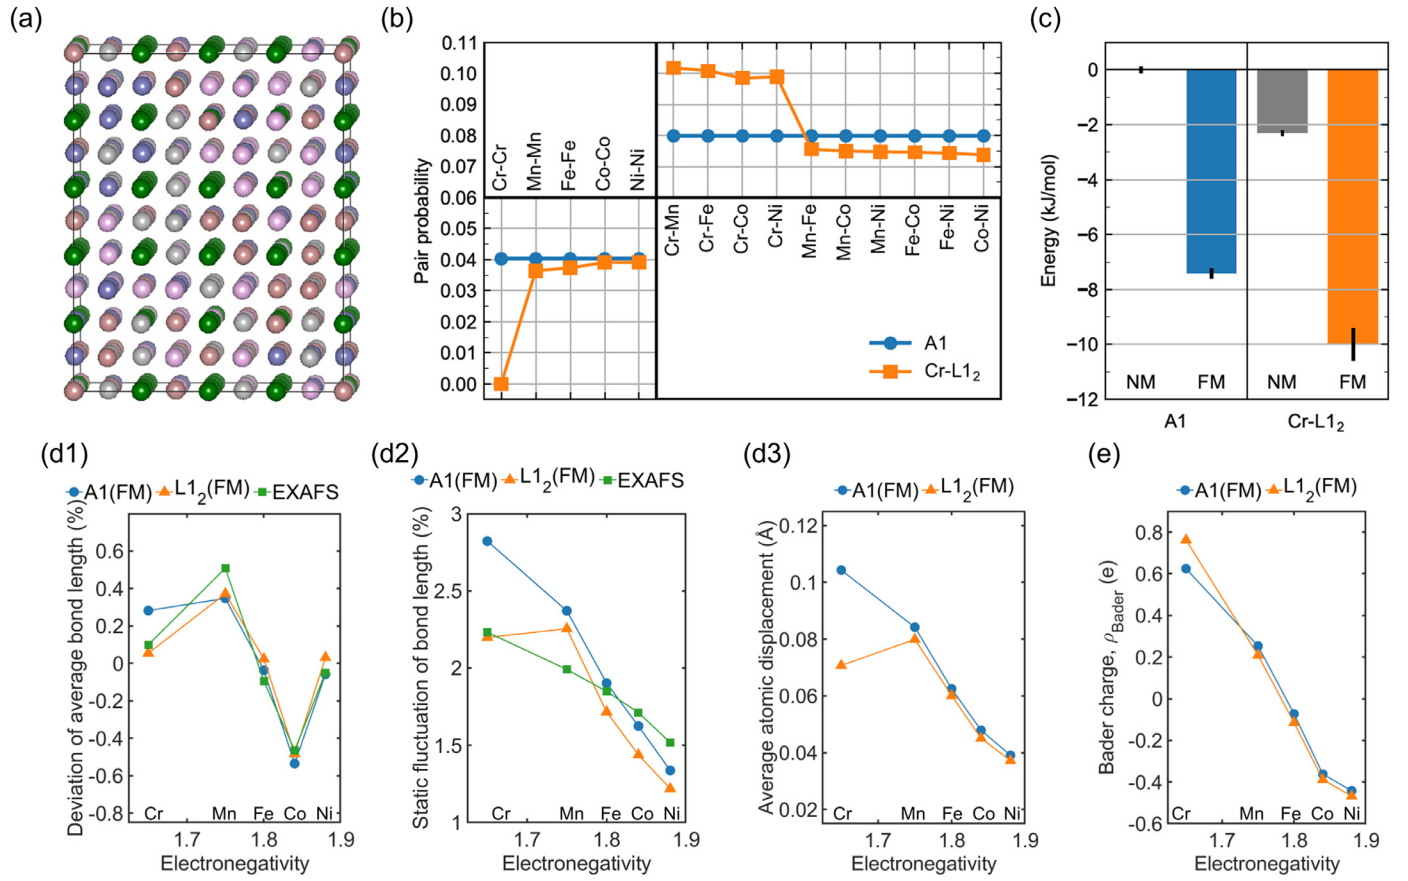 (a)
(b)
Pair probability
0.11
0.10
0.09
0.08
0.07
0.06
0.06
0.05
0.04
0.03
0.02
0.01
0.00
Cr-Cr
Mn-Mn
Fe-Fe
Co-Co
Ni-Ni
Cr-Mn
Cr-Fe
Cr-Co
Cr-Ni
Mn-Fe
Mn-Co
Mn-Ni
Fe-Co
Fe-Ni
Co-Ni
A1
Cr-L1₂
(c)
Energy (kJ/mol)
0
−2
−4
−6
−8
−10
−12
NM FM NM FM
A1 Cr-L1₂
(d1)
A1(FM) L1₂(FM) EXAFS
Deviation of average bond length (%)
0.6
0.4
0.2
0
-0.2
-0.4
-0.6
-0.8
Cr Mn Fe Co Ni
1.7 1.8 1.9
Electronegativity
(d2)
A1(FM) L1₂(FM) EXAFS
Static fluctuation of bond length (%)
3
2.5
2
1.5
1
Cr Mn Fe Co Ni
1.7 1.8 1.9
Electronegativity
(d3)
A1(FM) L1₂(FM)
Average atomic displacement (Å)
0.12
0.1
0.08
0.06
0.04
0.02
Cr Mn Fe Co Ni
1.7 1.8 1.9
Electronegativity
(e)
A1(FM) L1₂(FM)
Bader charge, ρBader (e)
0.8
0.6
0.4
0.2
0
-0.2
-0.4
-0.6
Cr Mn Fe Co Ni
1.7 1.8 1.9
Electronegativity